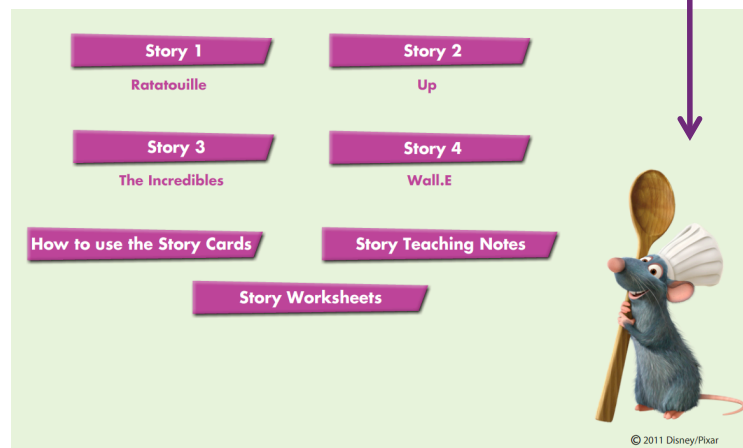 Story 1
Story 2
Ratatouille
Up
Story 3
Story 4
The Incredibles
Wall.E
How to use the Story Cards
Story Teaching Notes
Story Worksheets
© 2011 Disney/Pixar